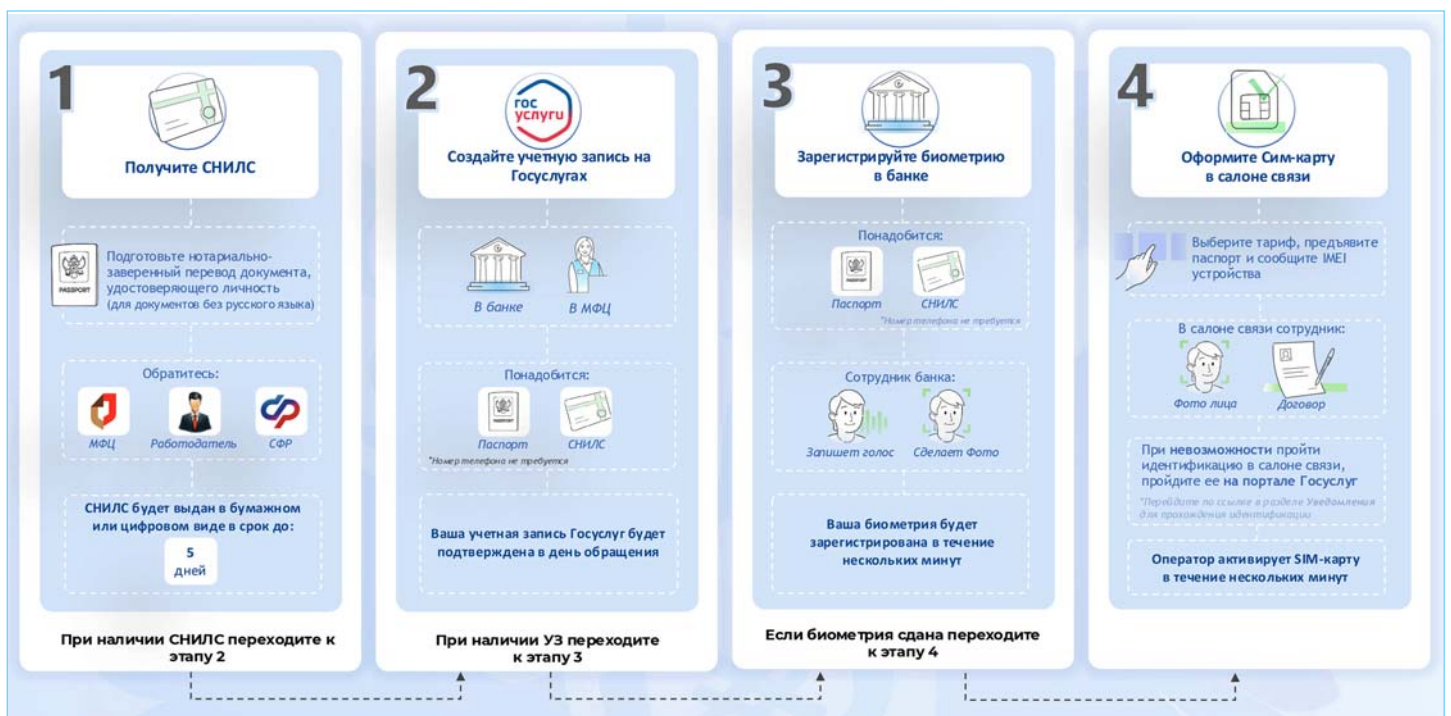 1
Получите СНИЛС
PASSPORT
Подготовьте нотариально-
заверенный перевод документа,
удостоверяющего личность
(для документов без русского языка)
Обратитесь:
МФЦ
Работодатель
СФР
СНИЛС будет выдан в бумажном
или цифровом виде в срок до:
5
дней
При наличии СНИЛС переходите к
этапу 2
2
гос
услуги
Создайте учетную запись на
Госуслугах
В банке
В МФЦ
Понадобится:
Паспорт
СНИЛС
*Номер телефона не требуется
Ваша учетная запись Госуслуг будет
подтверждена в день обращения
При наличии УЗ переходите
к этапу 3
3
Зарегистрируйте биометрию
в банке
Понадобится:
Паспорт
СНИЛС
*Номер телефона не требуется
Сотрудник банка:
Запишет голос
Сделает Фото
Ваша биометрия будет
зарегистрирована в течение
нескольких минут
Если биометрия сдана переходите
к этапу 4
4
Оформите Сим-карту
в салоне связи
Выберите тариф, предъявите
паспорт и сообщите IMEI
устройства
В салоне связи сотрудник:
Фото лица
Договор
При невозможности пройти
идентификацию в салоне связи,
пройдите ее на портале Госуслуг
*Перейдите по ссылке в разделе Уведомления
для прохождения идентификации
Оператор активирует SIM-карту
в течение нескольких минут